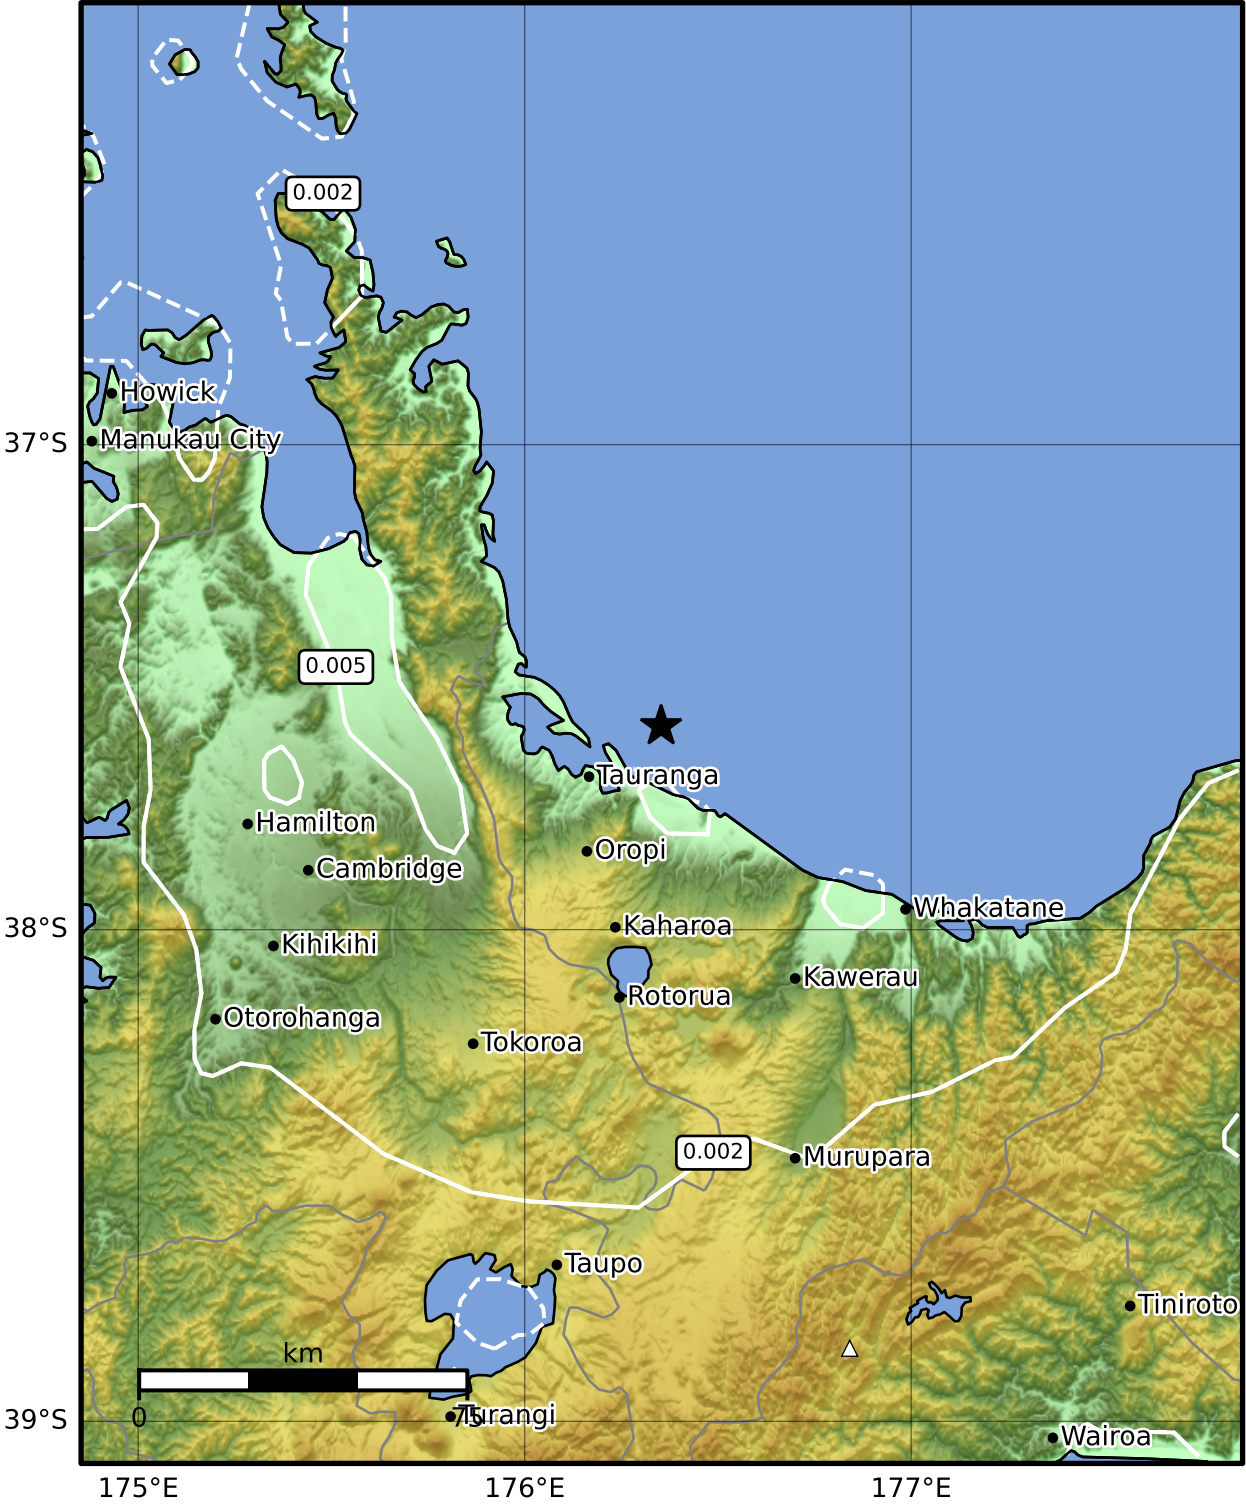 0.002
Howick
37°S
Manukau City
0.005
Tauranga
Hamilton
Oropi
Cambridge
Whakatane
38°S
Kaharoa
Kihikihi
Kawerau
Rotorua
Otorohanga
Tokoroa
0.002
Murupara
Taupo
Tiniroto
km
0
75
Turangi
39°S
Wairoa
175°E
176°E
177°E